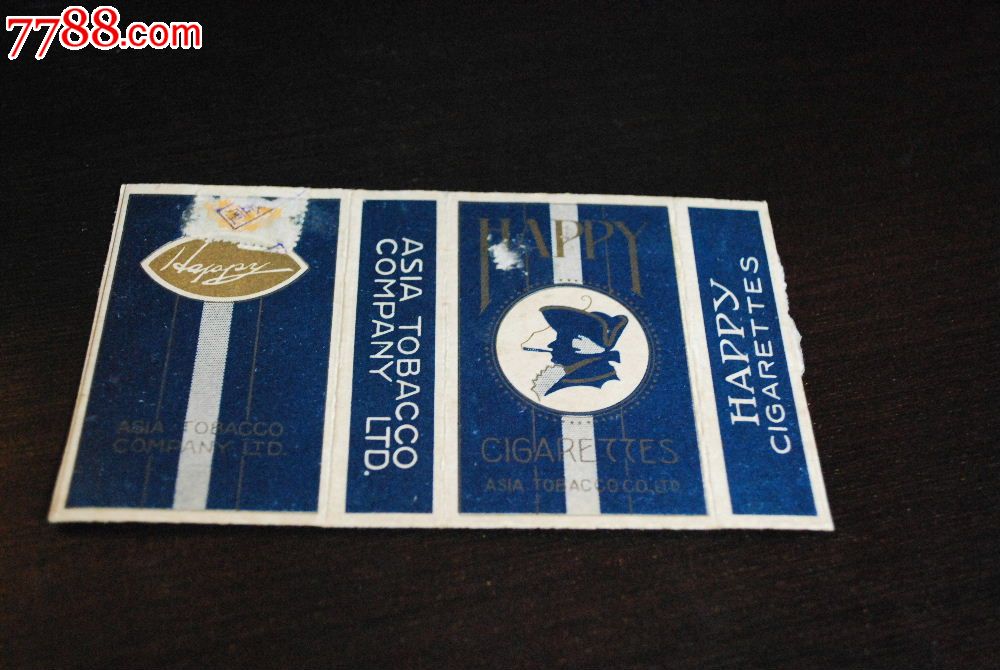 7788.com
Happy
ASIA TOBACCO
COMPANY LTD.
ASIA TOBACCO
COMPANY LTD.
HAPPY
CIGARETTES
ASIA TOBACCO CO., LTD
HAPPY
CIGARETTES